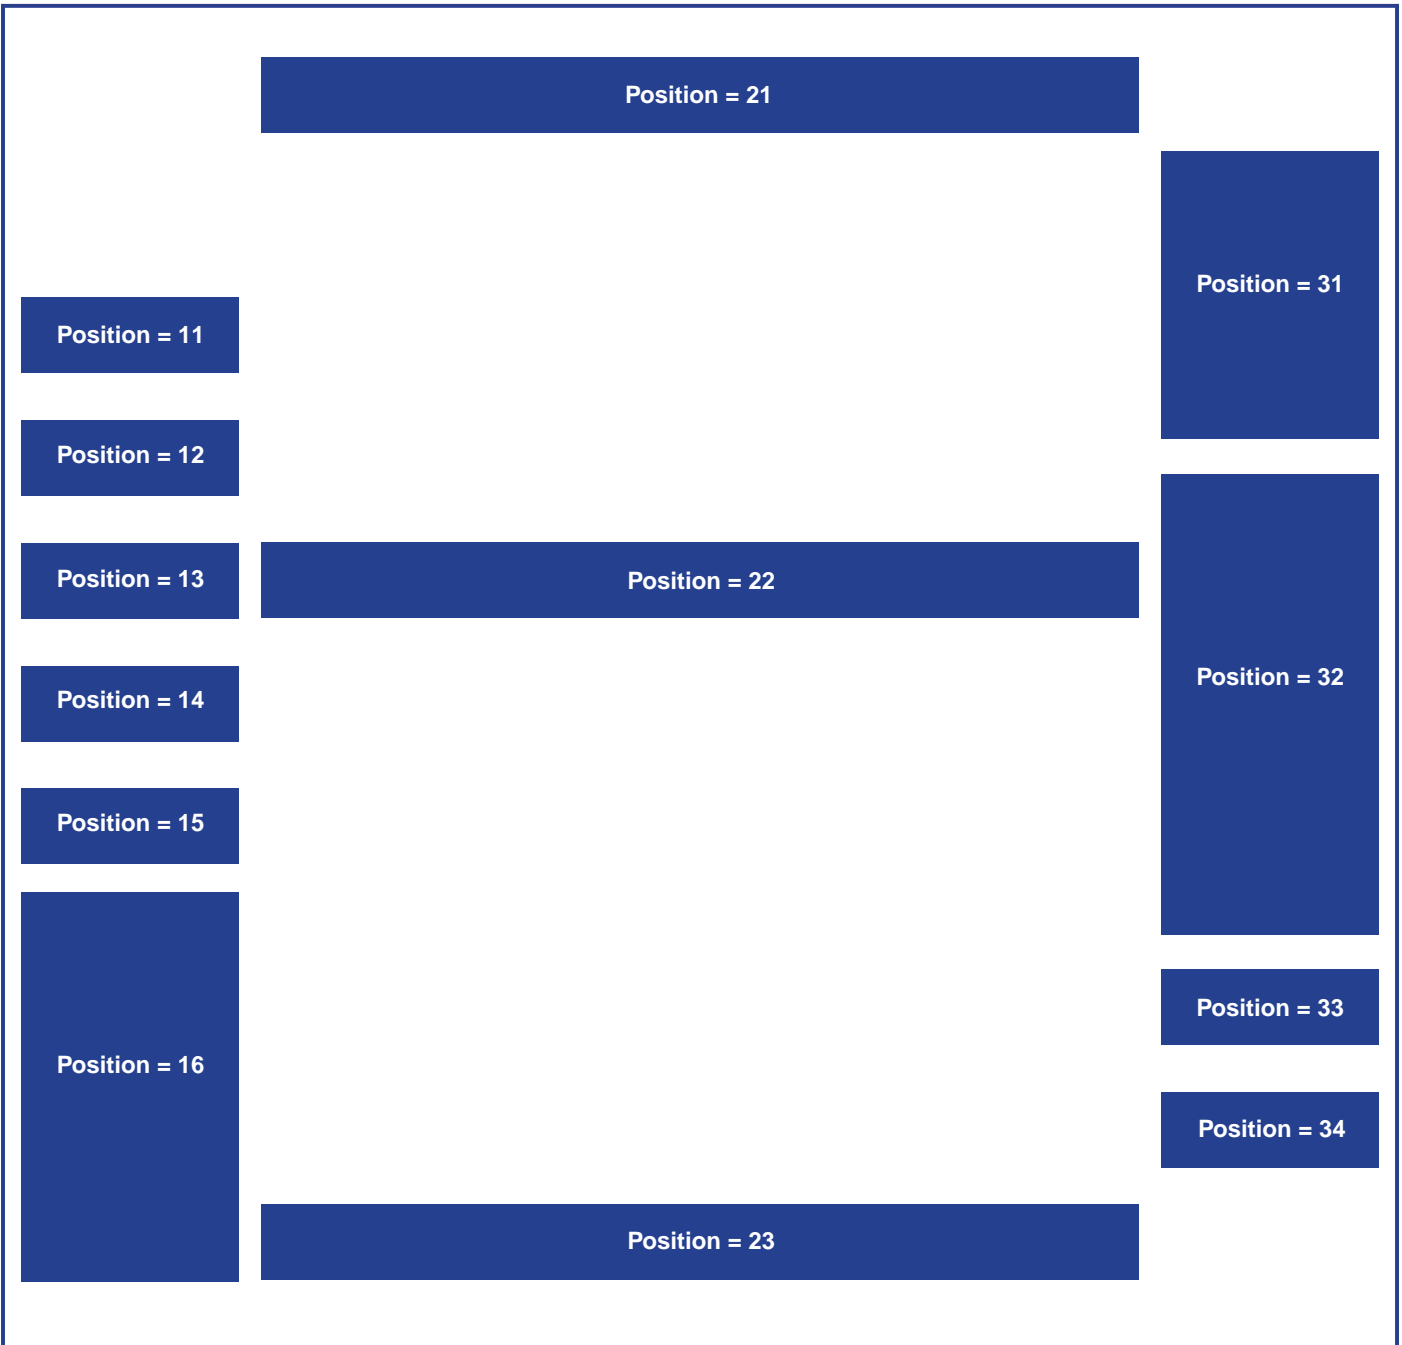 Position = 21
Position = 31
Position = 11
Position = 12
Position = 13
Position = 22
Position = 32
Position = 14
Position = 15
Position = 33
Position = 16
Position = 34
Position = 23